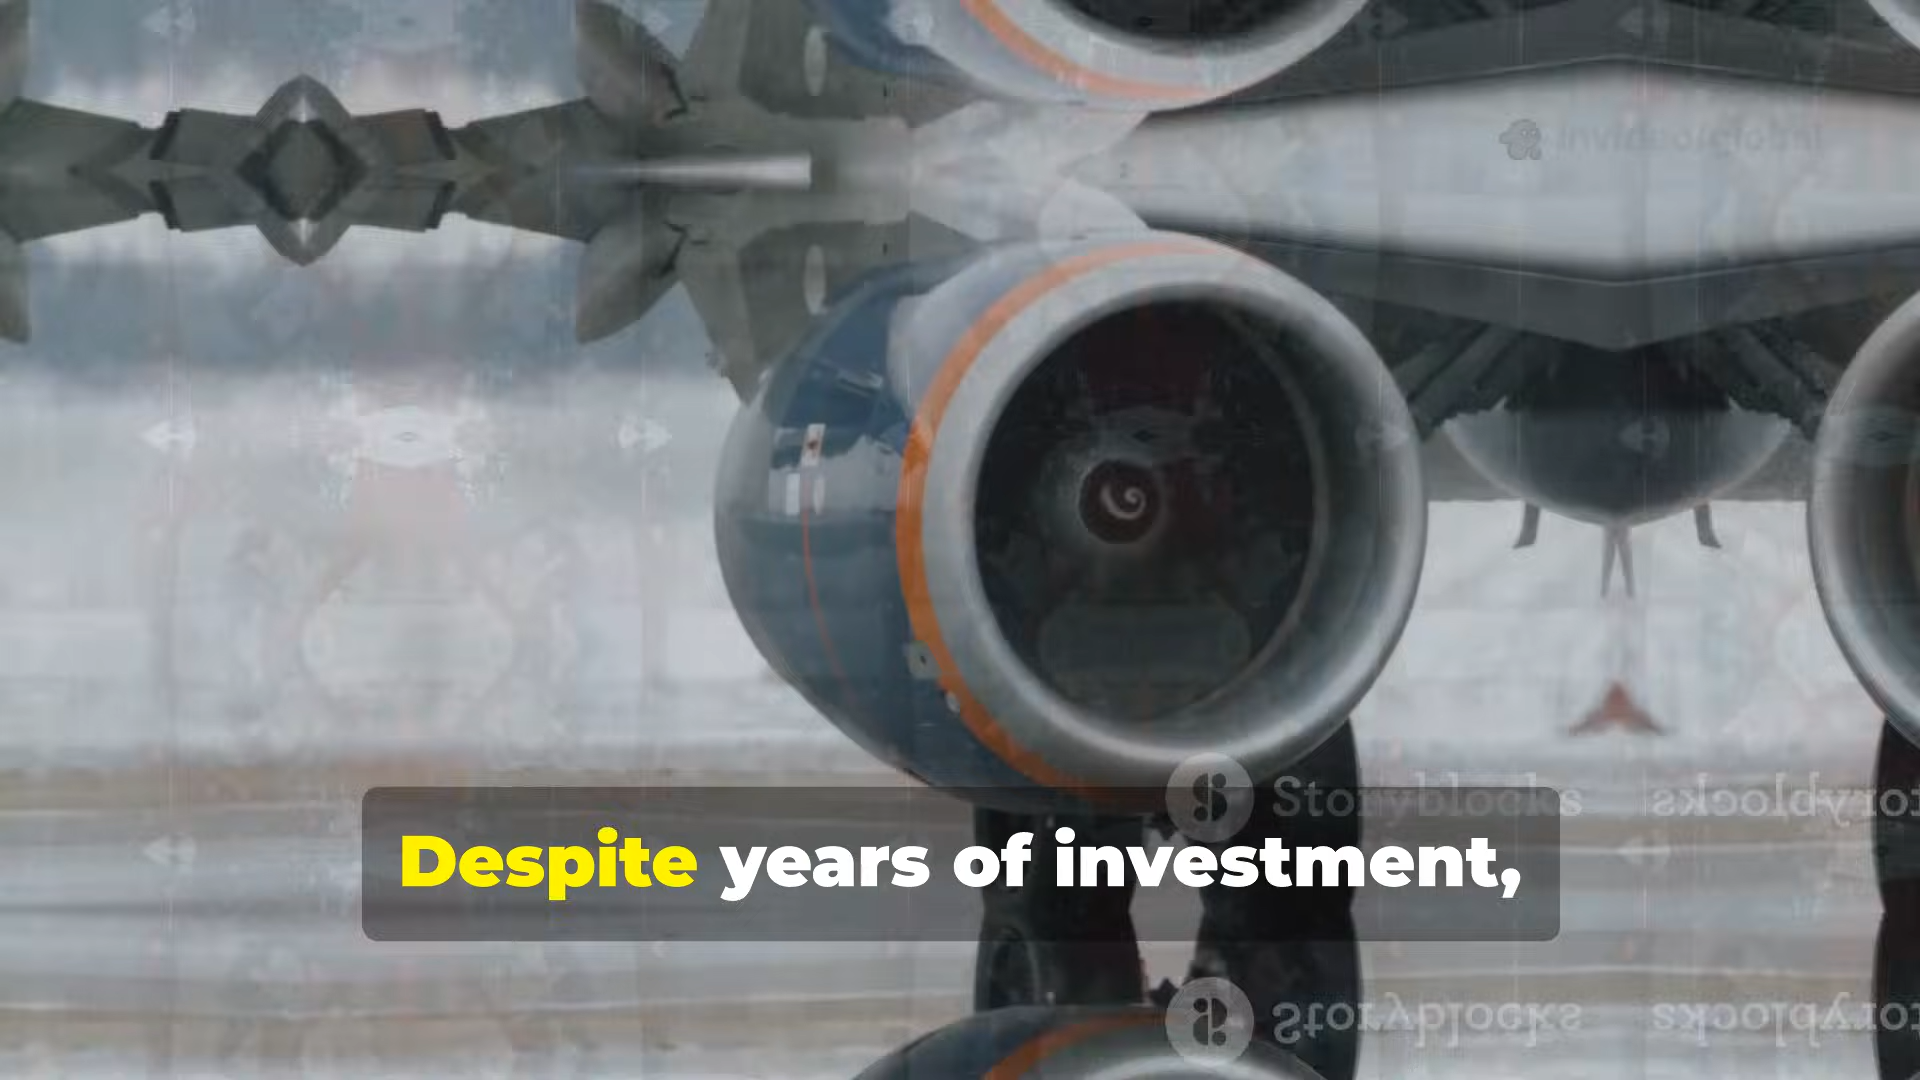 Storyblocks
Despite years of investment,